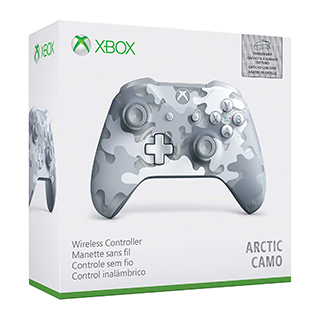 XBOX
Wireless Controller
Manette sans fil
Controle sem fio
Control inalámbrico
ARCTIC
CAMO